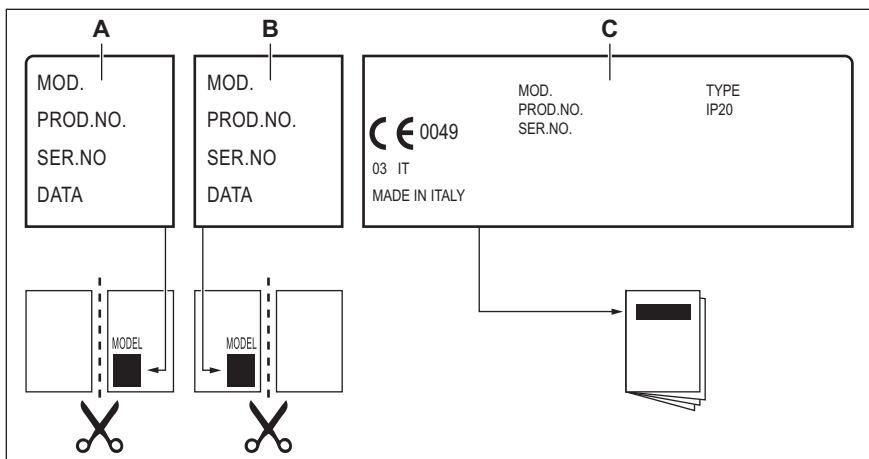 A
B
C
MOD.
PROD.NO.
SER.NO
DATA
MOD.
PROD.NO.
SER.NO
DATA
MOD.
PROD.NO.
SER.NO.
TYPE
IP20
CE 0049
03 IT
MADE IN ITALY
MODEL
MODEL